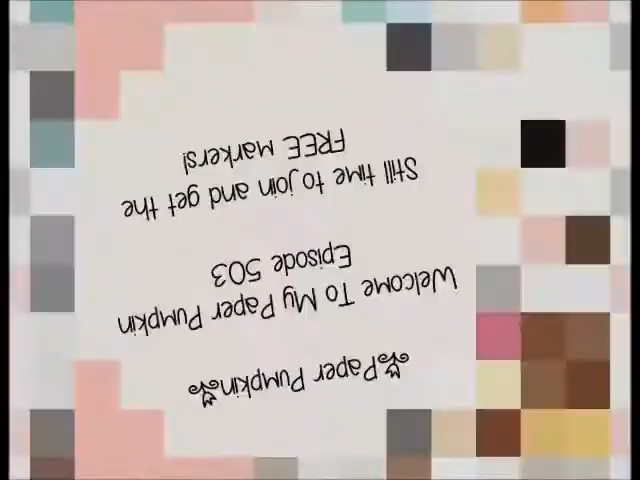 Paper Pumpkin
Welcome To My Paper Pumpkin
Episode 503
Still time to join and get the
FREE Markers!